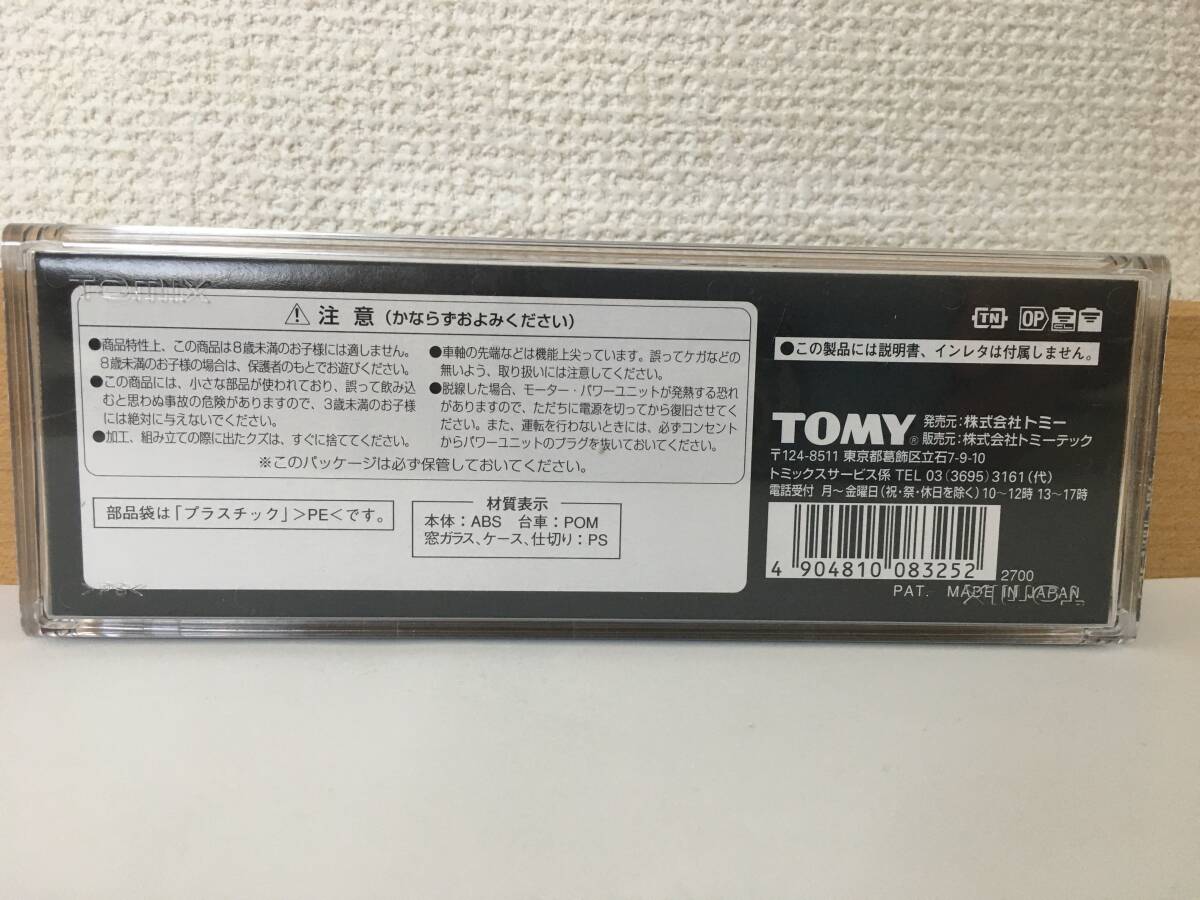 TOMIX
⚠ 注意（かならずおよみください）
●商品特性上、この商品は8歳未満のお子様には適しません。
8歳未満のお子様の場合は、保護者のもとでお遊びください。
●この商品には、小さな部品が使われており、誤って飲み込
むと思わぬ事故の危険がありますので、3歳未満のお子様
には絶対に与えないでください。
●加工、組み立ての際に出たクズは、すぐに捨ててください。
●車軸の先端などは機能上尖っています。誤ってケガなどの
無いよう、取り扱いには注意してください。
●脱線した場合、モーター・パワーユニットが発熱する恐れ
がありますので、ただちに電源を切ってから復旧させてく
ださい。また、運転を行わないときには、必ずコンセント
からパワーユニットのプラグを抜いておいてください。
※このパッケージは必ず保管しておいてください。
部品袋は「プラスチック」>PE<です。
材質表示
本体：ABS 台車：POM
窓ガラス、ケース、仕切り：PS
TN OP CL
●この製品には説明書、インレタは付属しません。
TOMY® 発売元：株式会社トミー
販売元：株式会社トミーテック
〒124-8511 東京都葛飾区立石7-9-10
トミックスサービス係 TEL 03(3695)3161(代)
電話受付 月〜金曜日(祝・祭・休日を除く)10〜12時 13〜17時
4 904810 083252
2700
PAT. MADE IN JAPAN
>PS<
TOMIX